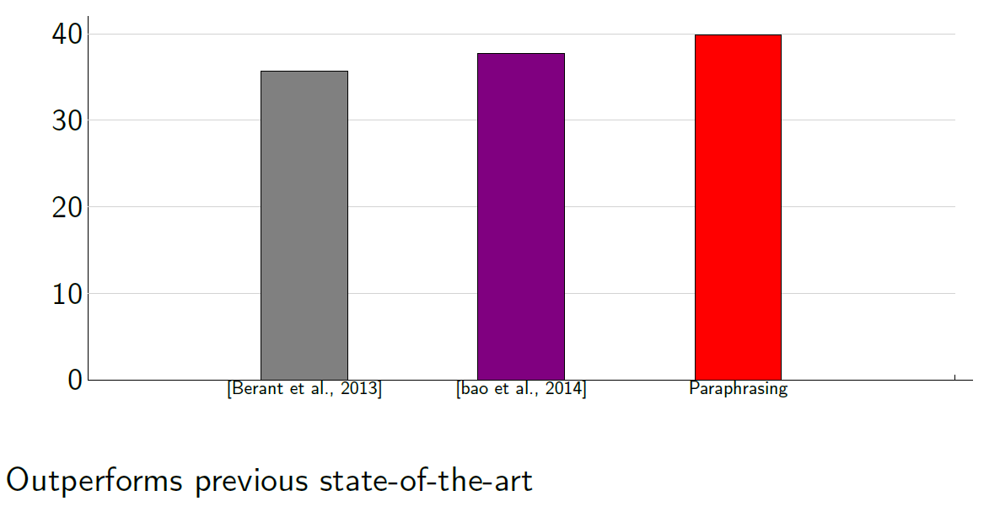 40
30
20
10
0
[Berant et al., 2013] [bao et al., 2014] Paraphrasing
Outperforms previous state-of-the-art